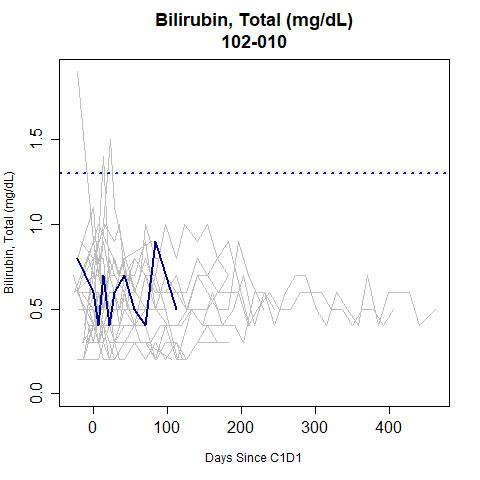 Bilirubin, Total (mg/dL)
102-010
Bilirubin, Total (mg/dL)
1.5
1.0
0.5
0.0
0 100 200 300 400
Days Since C1D1